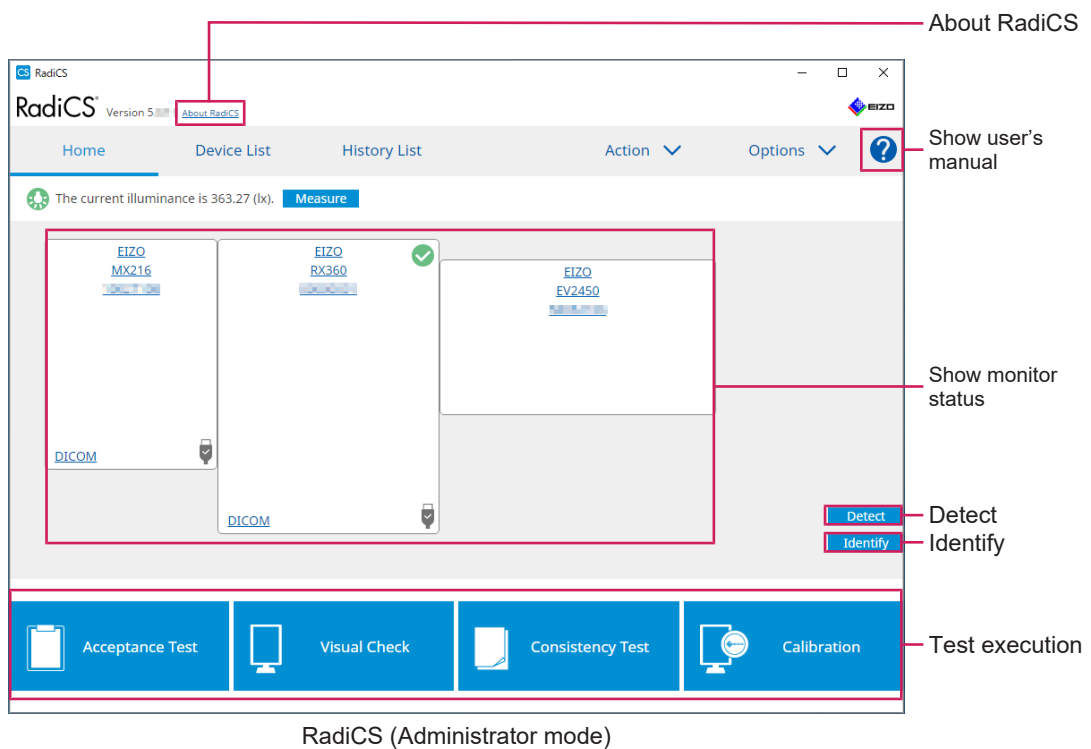 About RadiCS
CS RadiCS
RadiCS Version 5. About RadiCS EIZO
Home Device List History List Action Options ?
Show user's
manual
The current illuminance is 363.27 (lx). Measure
EIZO
MX216
EIZO
RX360
EIZO
EV2450
Show monitor
status
DICOM
DICOM
Detect
Detect
Identify
Identify
Acceptance Test Visual Check Consistency Test Calibration
Test execution
RadiCS (Administrator mode)